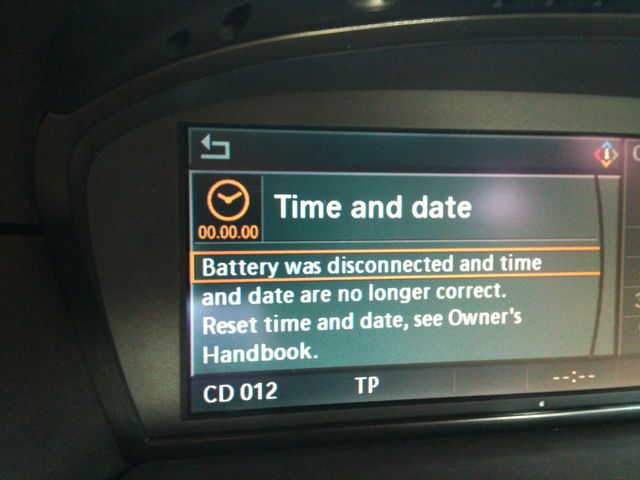 Time and date
00.00.00
Battery was disconnected and time
and date are no longer correct.
Reset time and date, see Owner's
Handbook.
CD 012
TP
--:--